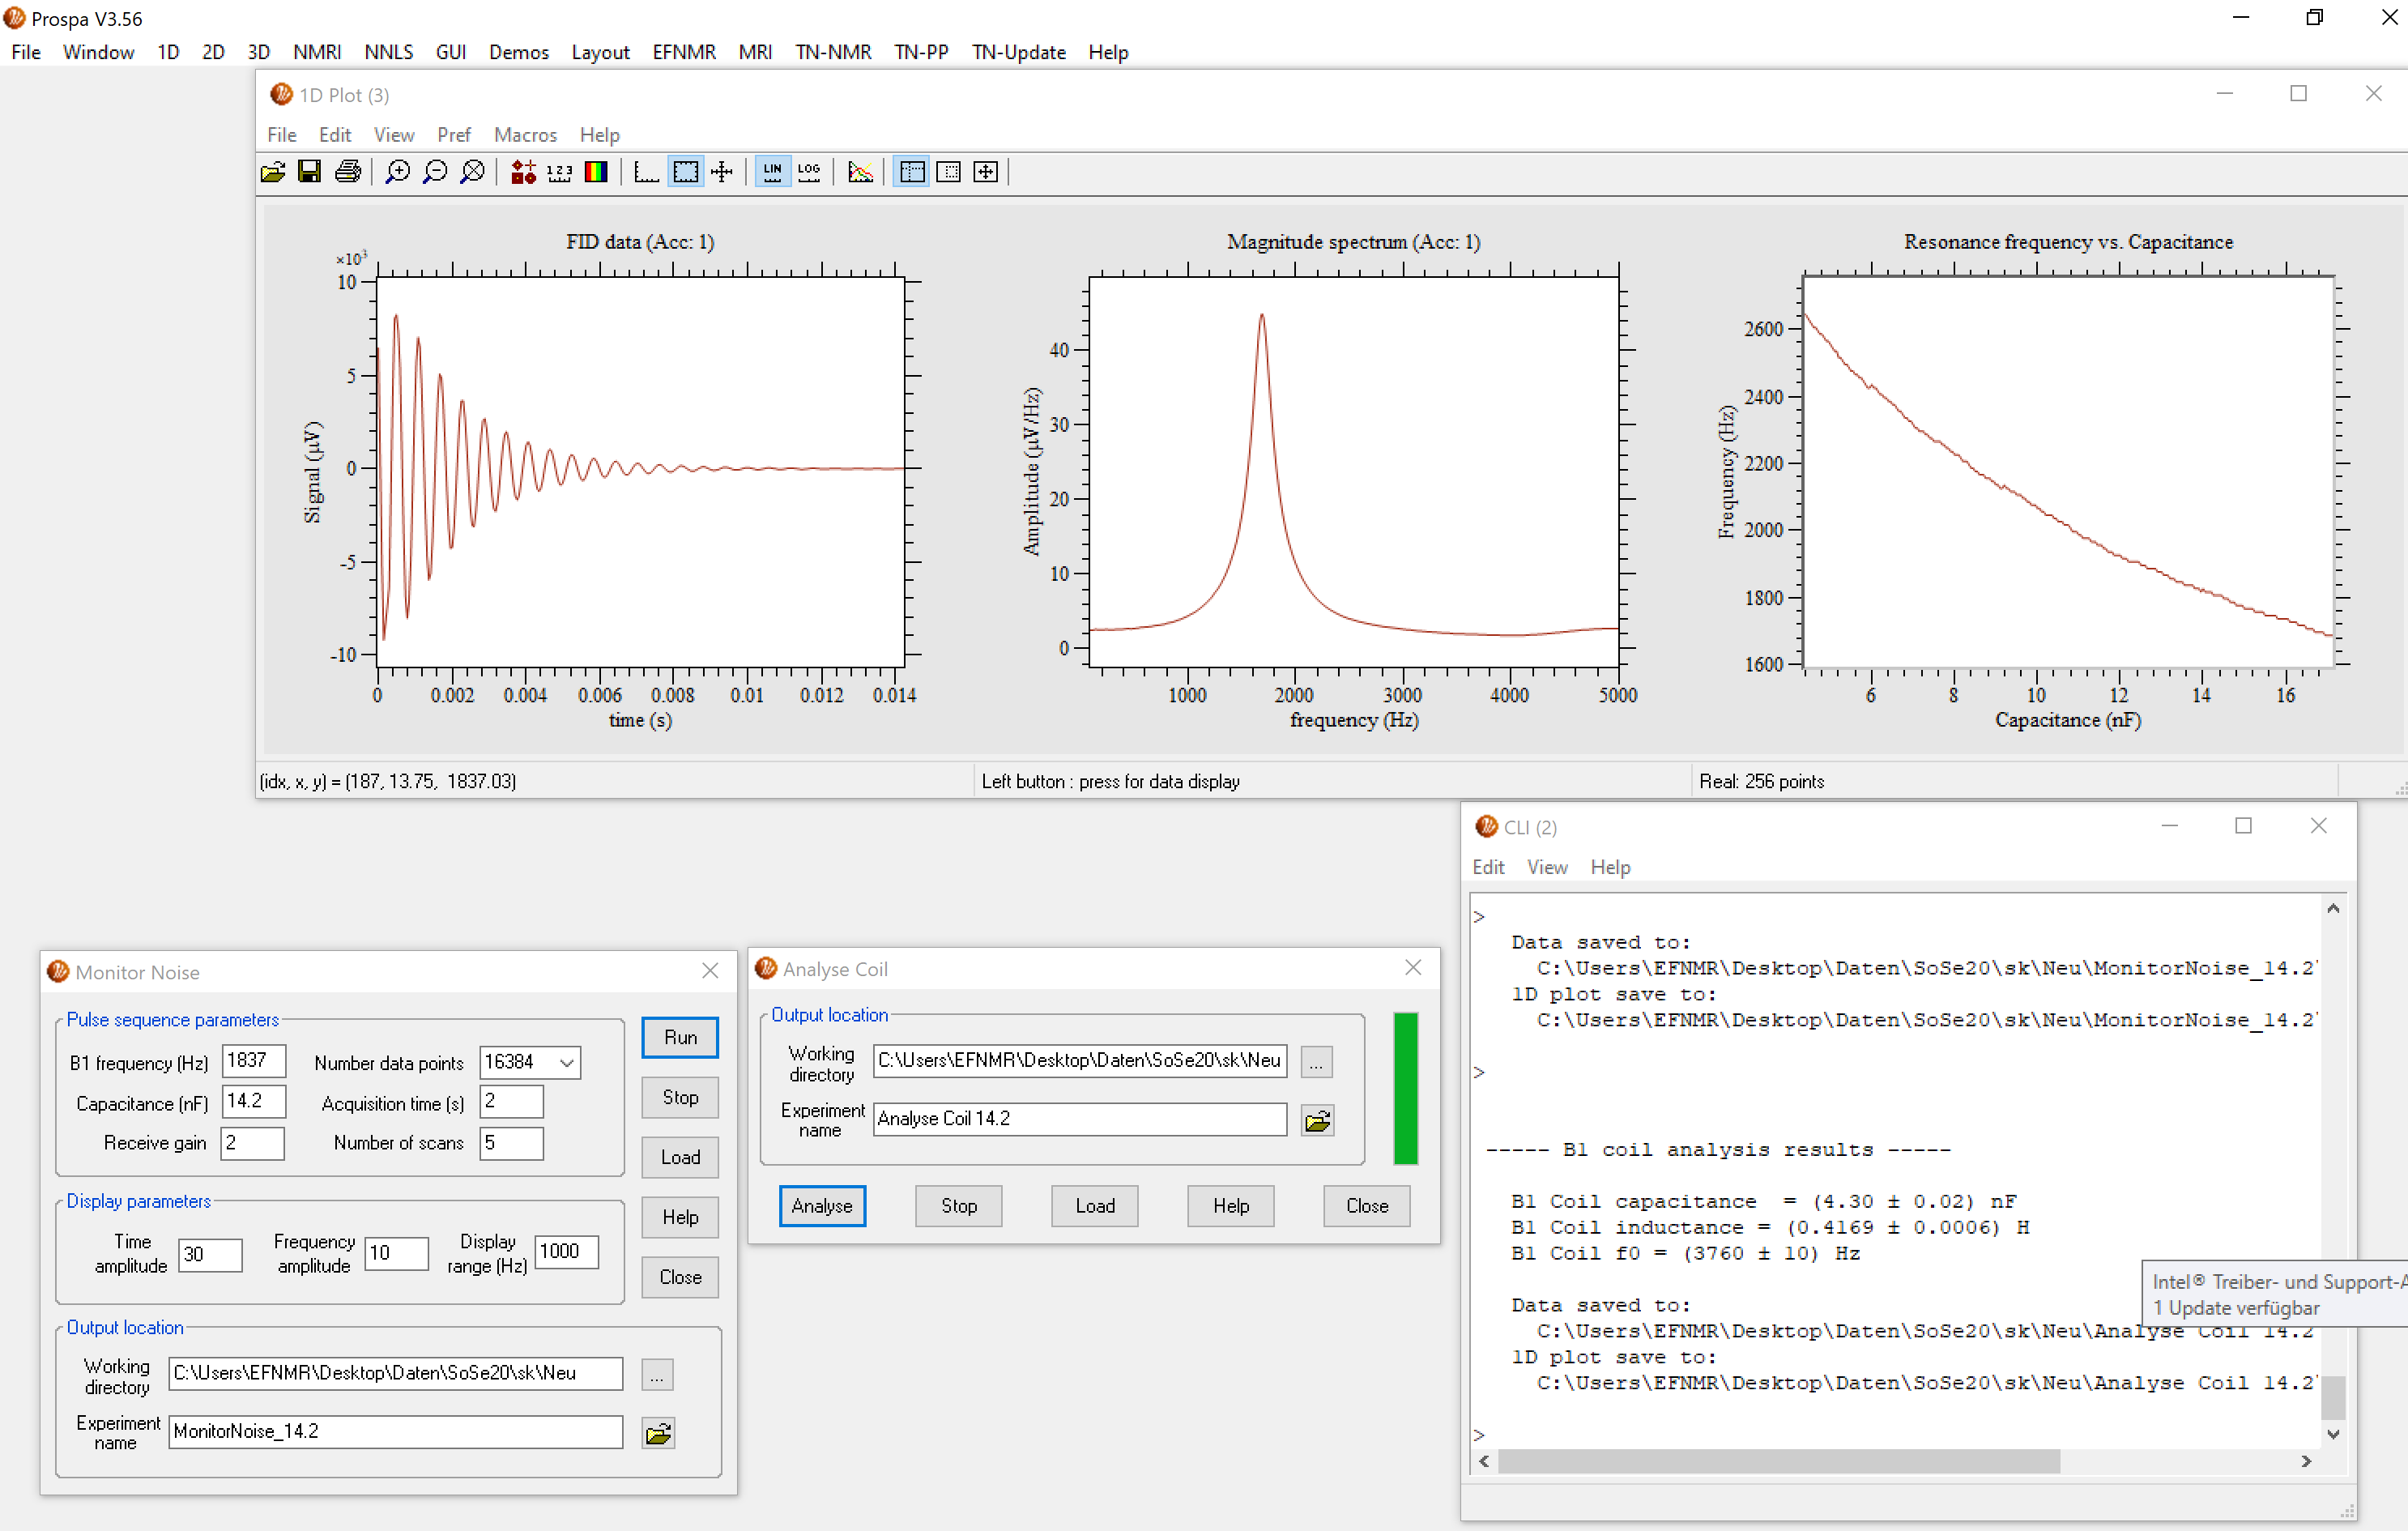 Prospa V3.56
File Window 1D 2D 3D NMRI NNLS GUI Demos Layout EFNMR MRI TN-NMR TN-PP TN-Update Help
1D Plot (3)
File Edit View Pref Macros Help
1 2 3 LIN LOG
FID data (Acc: 1)
×10³
10
5
0
-5
-10
Signal (µV)
0 0.002 0.004 0.006 0.008 0.01 0.012 0.014
time (s)
Magnitude spectrum (Acc: 1)
40
30
20
10
0
Amplitude (µV/Hz)
1000 2000 3000 4000 5000
frequency (Hz)
Resonance frequency vs. Capacitance
2600
2400
2200
2000
1800
1600
Frequency (Hz)
6 8 10 12 14 16
Capacitance (nF)
(idx, x, y) = (187, 13.75, 1837.03)
Left button : press for data display
Real: 256 points
Monitor Noise
Pulse sequence parameters
B1 frequency (Hz) 1837 Number data points 16384
Capacitance (nF) 14.2 Acquisition time (s) 2
Receive gain 2 Number of scans 5
Display parameters
Time amplitude 30 Frequency amplitude 10 Display range (Hz) 1000
Output location
Working directory C:\Users\EFNMR\Desktop\Daten\SoSe20\sk\Neu ...
Experiment name MonitorNoise_14.2
Run
Stop
Load
Help
Close
Analyse Coil
Output location
Working directory C:\Users\EFNMR\Desktop\Daten\SoSe20\sk\Neu ...
Experiment name Analyse Coil 14.2
Analyse Stop Load Help Close
CLI (2)
Edit View Help
>
Data saved to:
C:\Users\EFNMR\Desktop\Daten\SoSe20\sk\Neu\MonitorNoise_14.2
1D plot save to:
C:\Users\EFNMR\Desktop\Daten\SoSe20\sk\Neu\MonitorNoise_14.2
>
----- B1 coil analysis results -----
B1 Coil capacitance = (4.30 ± 0.02) nF
B1 Coil inductance = (0.4169 ± 0.0006) H
B1 Coil f0 = (3760 ± 10) Hz
Data saved to:
C:\Users\EFNMR\Desktop\Daten\SoSe20\sk\Neu\Analyse Coil 14.2
1D plot save to:
C:\Users\EFNMR\Desktop\Daten\SoSe20\sk\Neu\Analyse Coil 14.2
>
Intel® Treiber- und Support-A
1 Update verfügbar